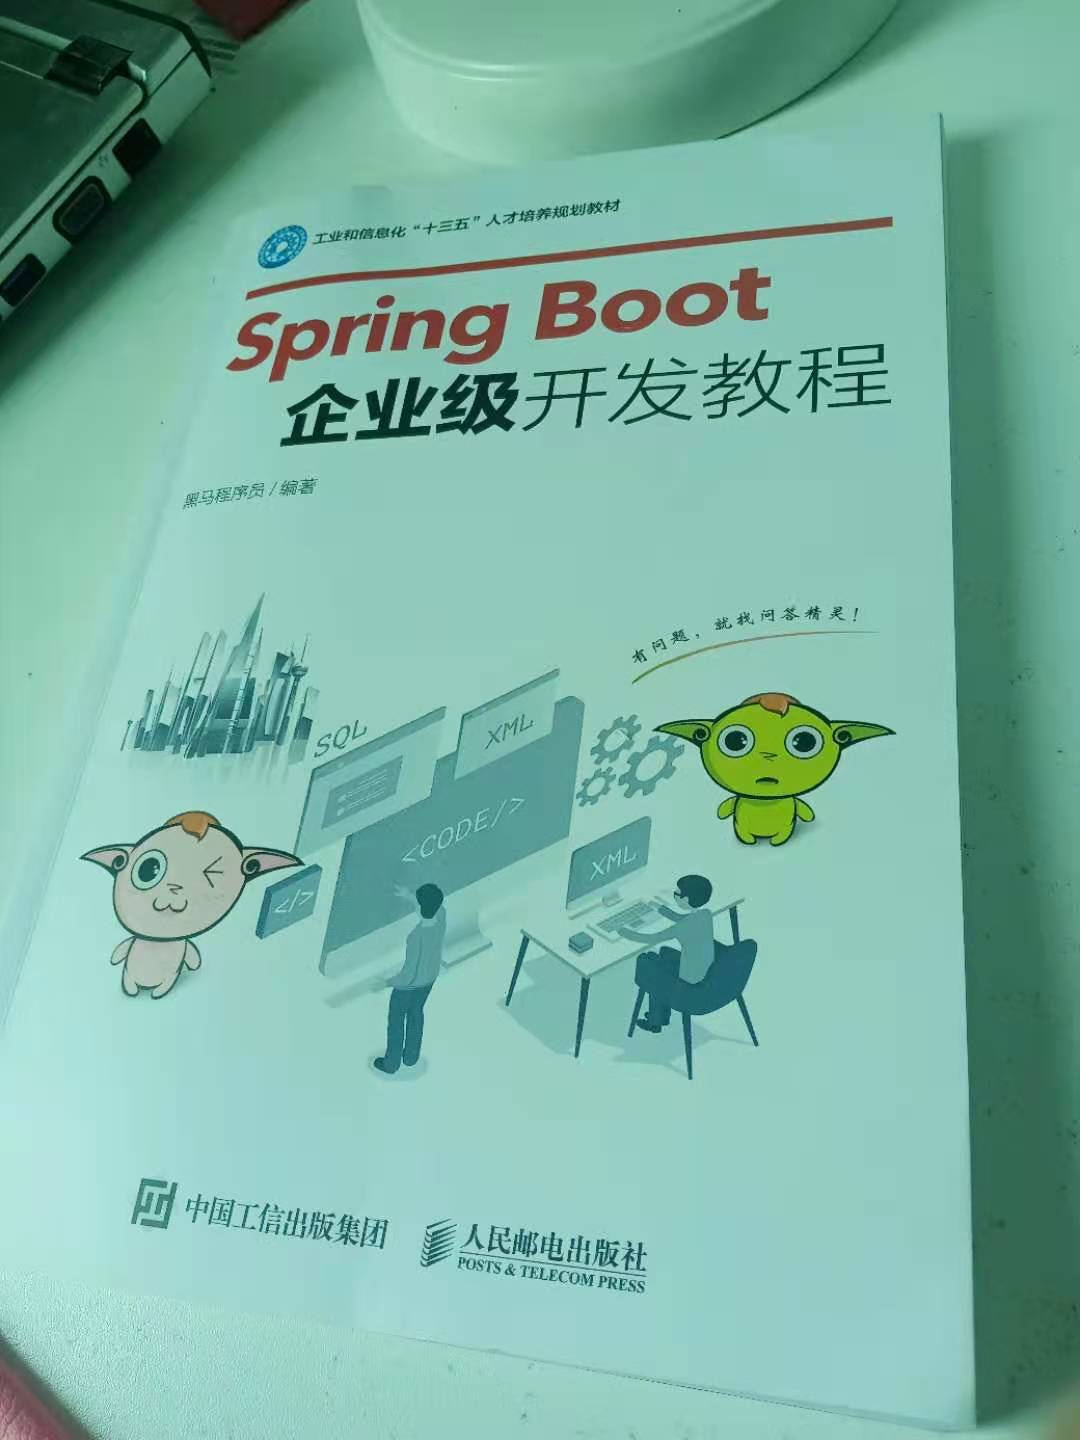 工业和信息化“十三五”人才培养规划教材
Spring Boot
企业级开发教程
黑马程序员 / 编著
有问题，就找问答精灵！
SQL
XML
<CODE/>
</>
XML
中国工信出版集团
人民邮电出版社
POSTS & TELECOM PRESS